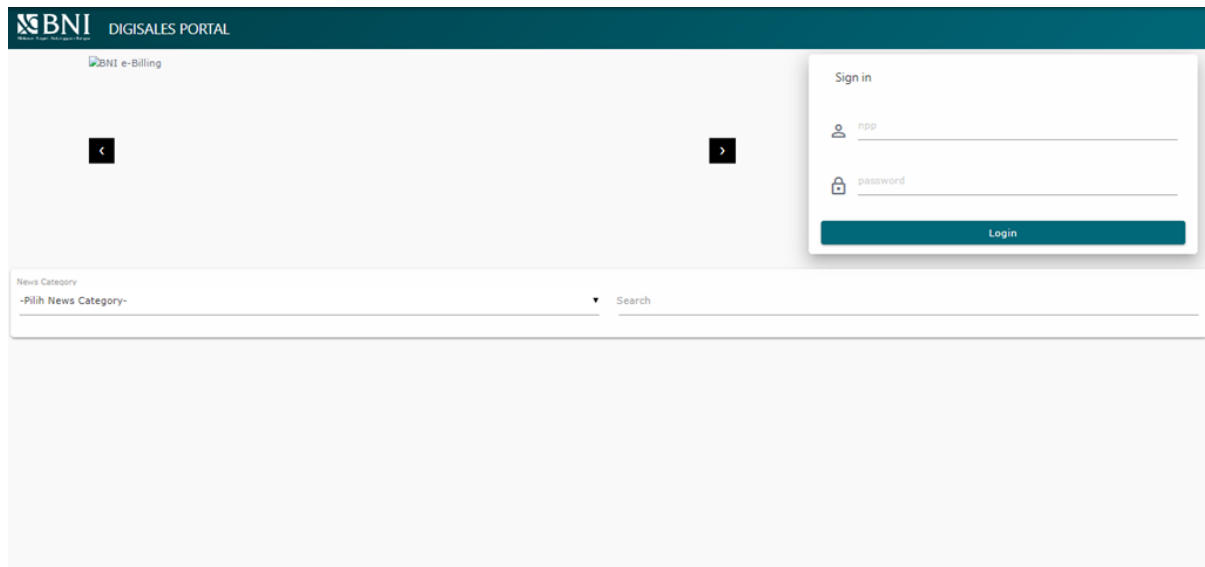 BNI DIGISALES PORTAL
BNI e-Billing
Sign in
npp
password
Login
News Category
-Pilih News Category-
Search